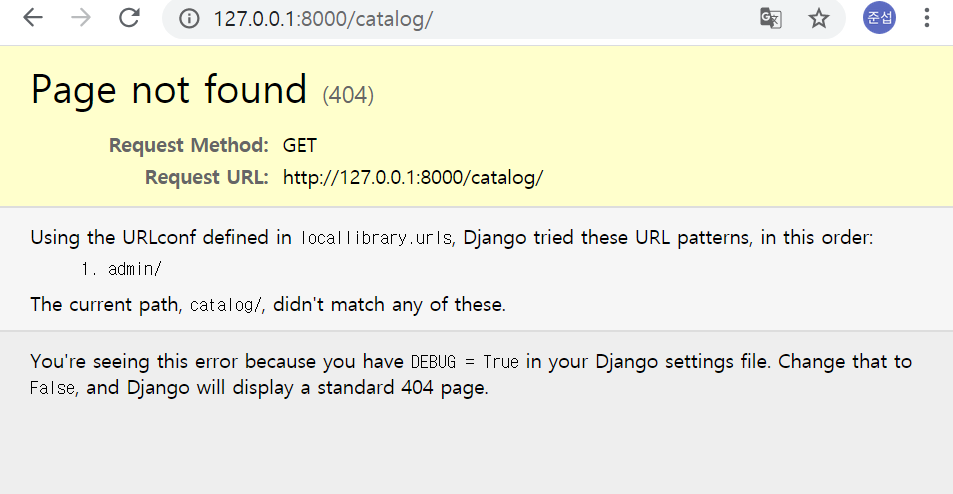 127.0.0.1:8000/catalog/
준섭
Page not found (404)
Request Method: GET
Request URL: http://127.0.0.1:8000/catalog/
Using the URLconf defined in locallibrary.urls, Django tried these URL patterns, in this order:
1. admin/
The current path, catalog/, didn't match any of these.
You're seeing this error because you have DEBUG = True in your Django settings file. Change that to
False, and Django will display a standard 404 page.